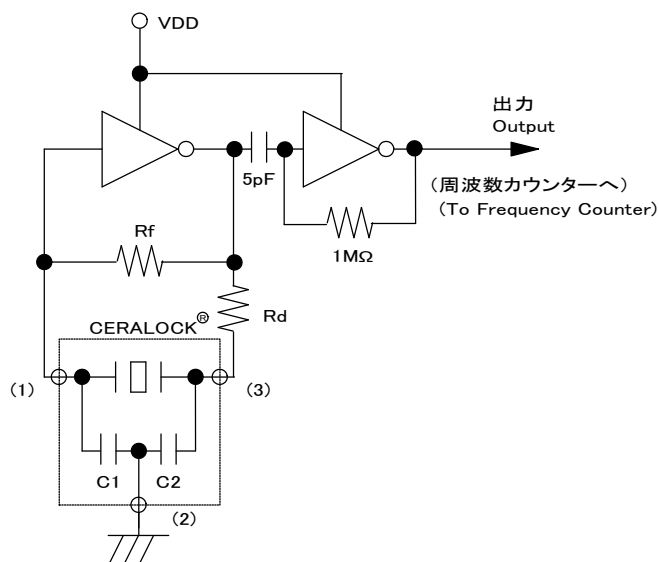 VDD
出力
Output
5pF
(周波数カウンターへ)
(To Frequency Counter)
Rf
1MΩ
Rd
CERALOCK®
(1)
(3)
C1
C2
(2)